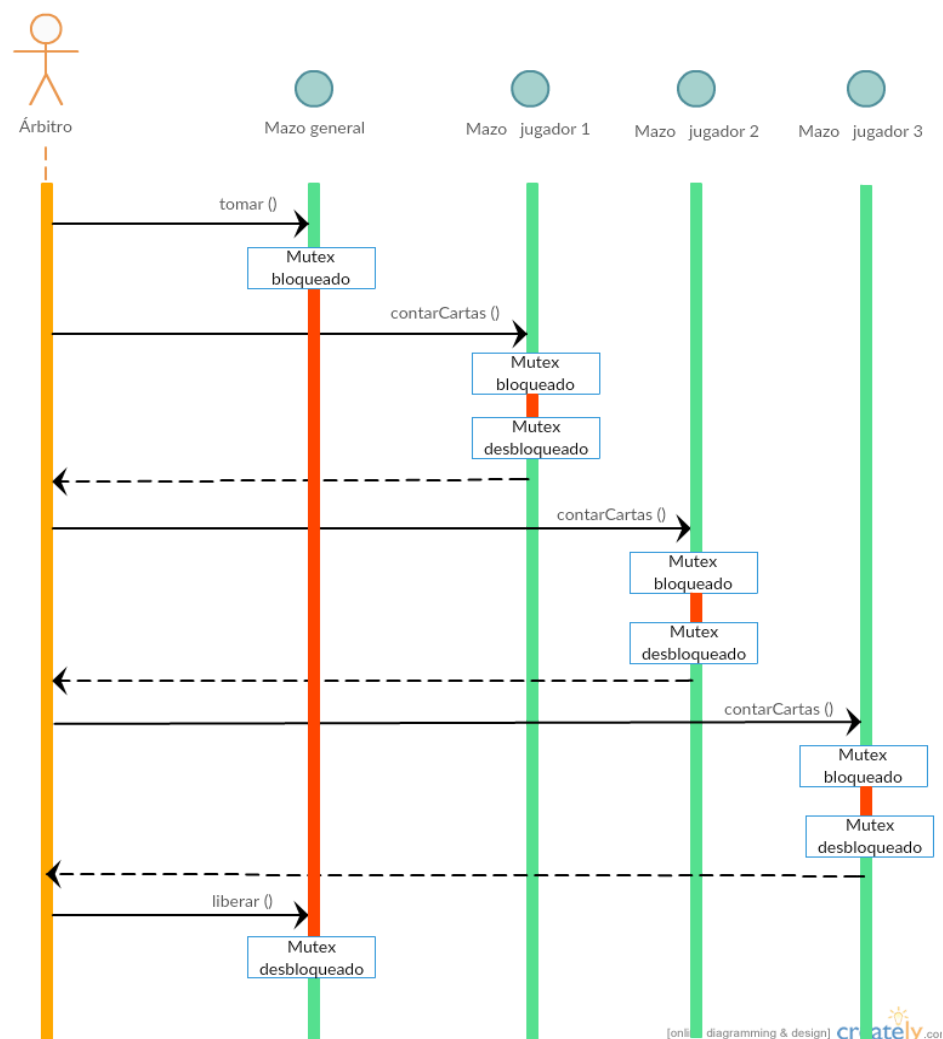 Árbitro
Mazo general
Mazo jugador 1
Mazo jugador 2
Mazo jugador 3
tomar ()
Mutex
bloqueado
contarCartas ()
Mutex
bloqueado
Mutex
desbloqueado
contarCartas ()
Mutex
bloqueado
Mutex
desbloqueado
contarCartas ()
Mutex
bloqueado
Mutex
desbloqueado
liberar ()
Mutex
desbloqueado
diagramming & design]